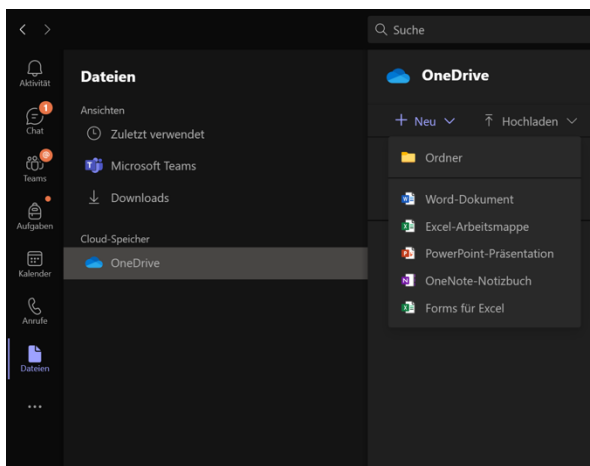 Suche
Aktivität
Chat
1
Teams
@
Aufgaben
Kalender
Anrufe
Dateien
Dateien
Ansichten
Zuletzt verwendet
Microsoft Teams
Downloads
Cloud-Speicher
OneDrive
OneDrive
+ Neu
Hochladen
Ordner
Word-Dokument
Excel-Arbeitsmappe
PowerPoint-Präsentation
OneNote-Notizbuch
Forms für Excel